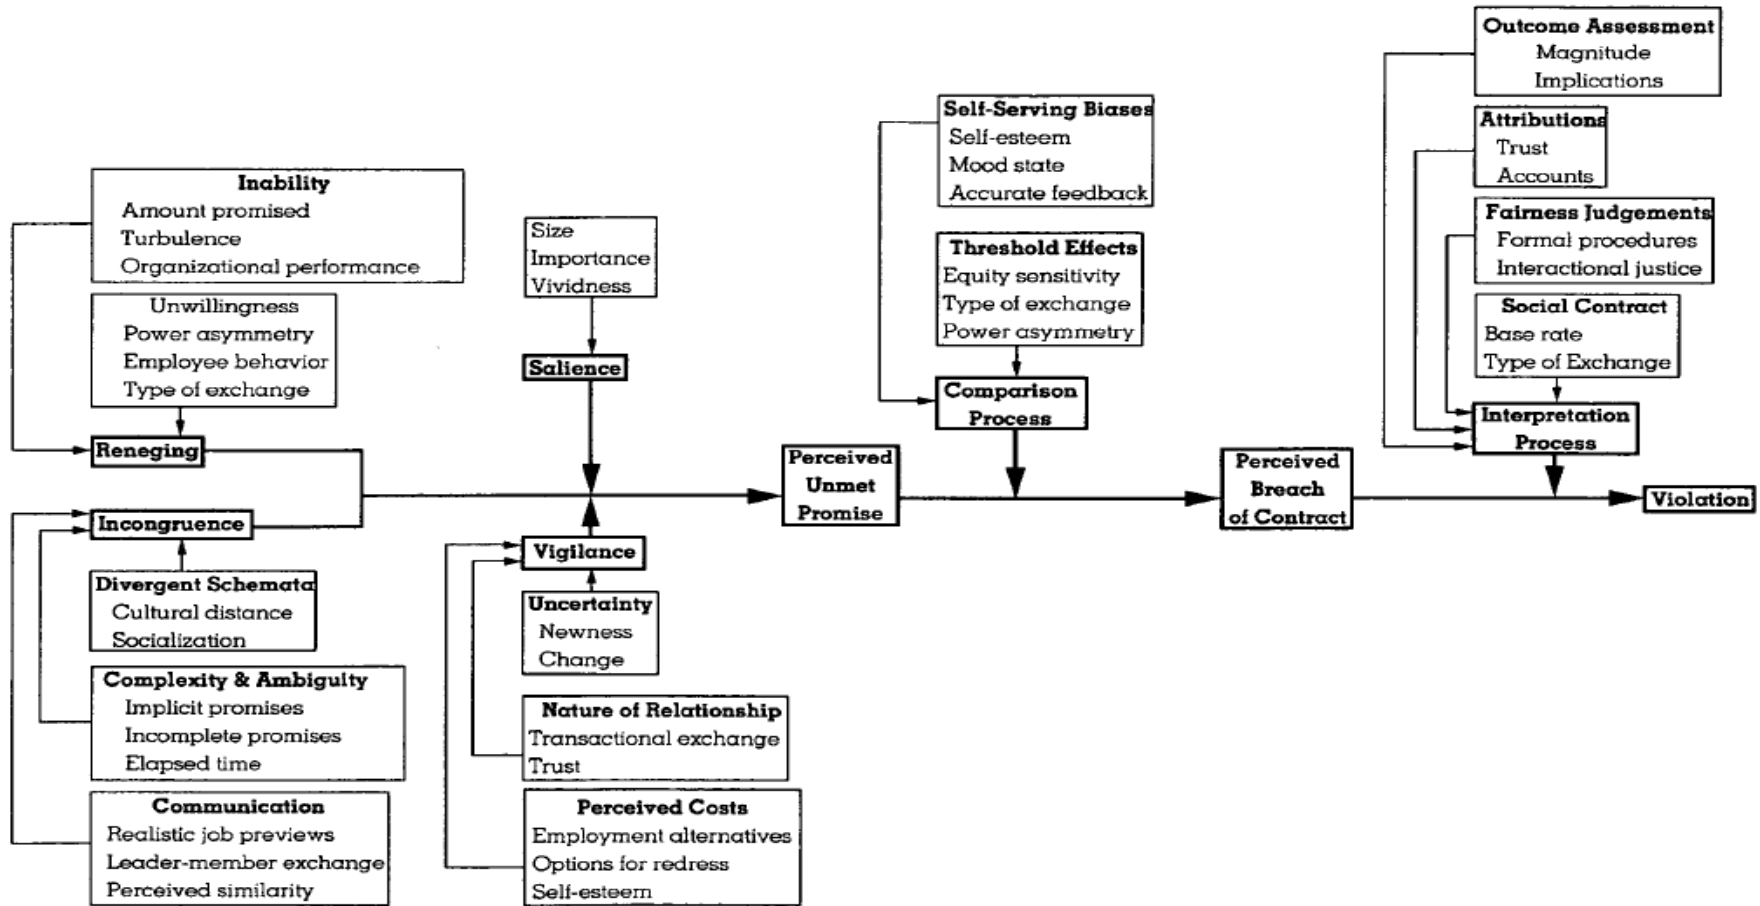 Inability
Amount promised
Turbulence
Organizational performance
Unwillingness
Power asymmetry
Employee behavior
Type of exchange
Reneging
Incongruence
Divergent Schemata
Cultural distance
Socialization
Complexity & Ambiguity
Implicit promises
Incomplete promises
Elapsed time
Communication
Realistic job previews
Leader-member exchange
Perceived similarity
Size
Importance
Vividness
Salience
Vigilance
Uncertainty
Newness
Change
Nature of Relationship
Transactional exchange
Trust
Perceived Costs
Employment alternatives
Options for redress
Self-esteem
Perceived
Unmet
Promise
Self-Serving Biases
Self-esteem
Mood state
Accurate feedback
Threshold Effects
Equity sensitivity
Type of exchange
Power asymmetry
Comparison
Process
Perceived
Breach
of Contract
Outcome Assessment
Magnitude
Implications
Attributions
Trust
Accounts
Fairness Judgements
Formal procedures
Interactional justice
Social Contract
Base rate
Type of Exchange
Interpretation
Process
Violation